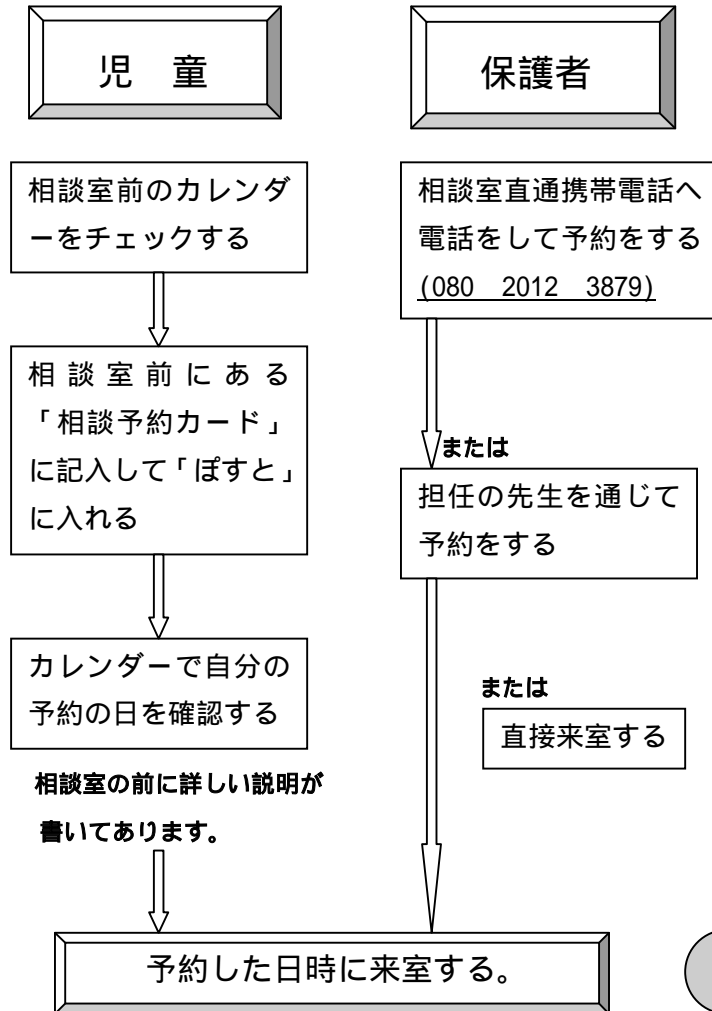 児　童
相談室前のカレンダ
ーをチェックする
相談室前にある
「相談予約カード」
に記入して「ぽすと」
に入れる
カレンダーで自分の
予約の日を確認する
相談室の前に詳しい説明が
書いてあります。
保護者
相談室直通携帯電話へ
電話をして予約をする
(080　2012　3879)
または
担任の先生を通じて
予約をする
または
直接来室する
予約した日時に来室する。